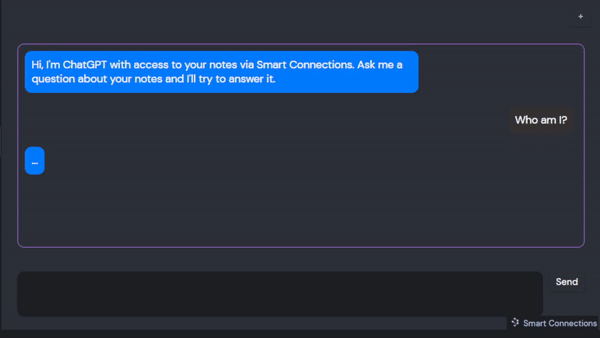 +
Hi, I'm ChatGPT with access to your notes via Smart Connections. Ask me a
question about your notes and I'll try to answer it.
Who am I?
...
Send
Smart Connections